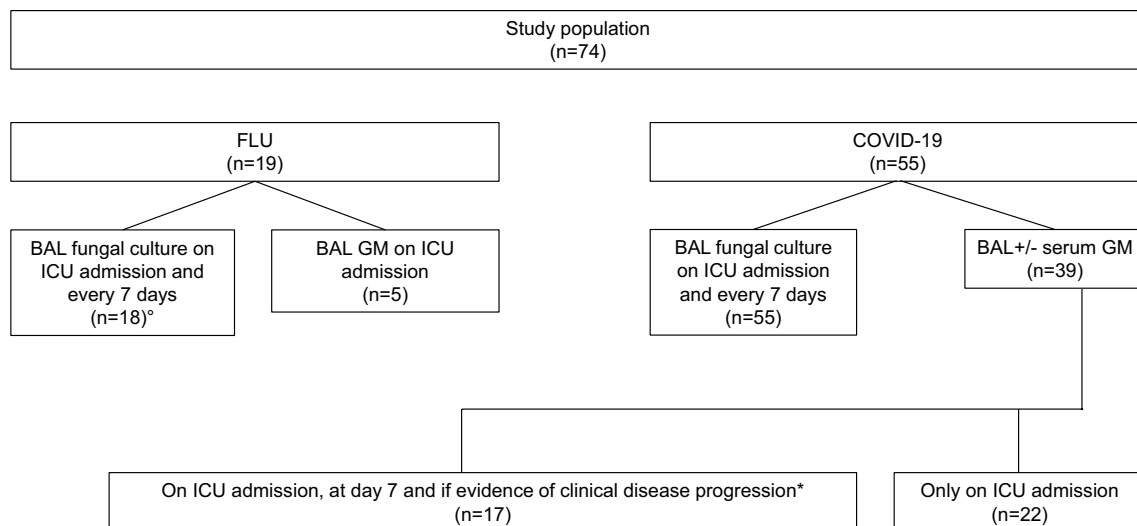 Study population
(n=74)
FLU
(n=19)
COVID-19
(n=55)
BAL fungal culture on
ICU admission and
every 7 days
(n=18)°
BAL GM on ICU
admission
(n=5)
BAL fungal culture
on ICU admission
and every 7 days
(n=55)
BAL+/- serum GM
(n=39)
On ICU admission, at day 7 and if evidence of clinical disease progression*
(n=17)
Only on ICU admission
(n=22)